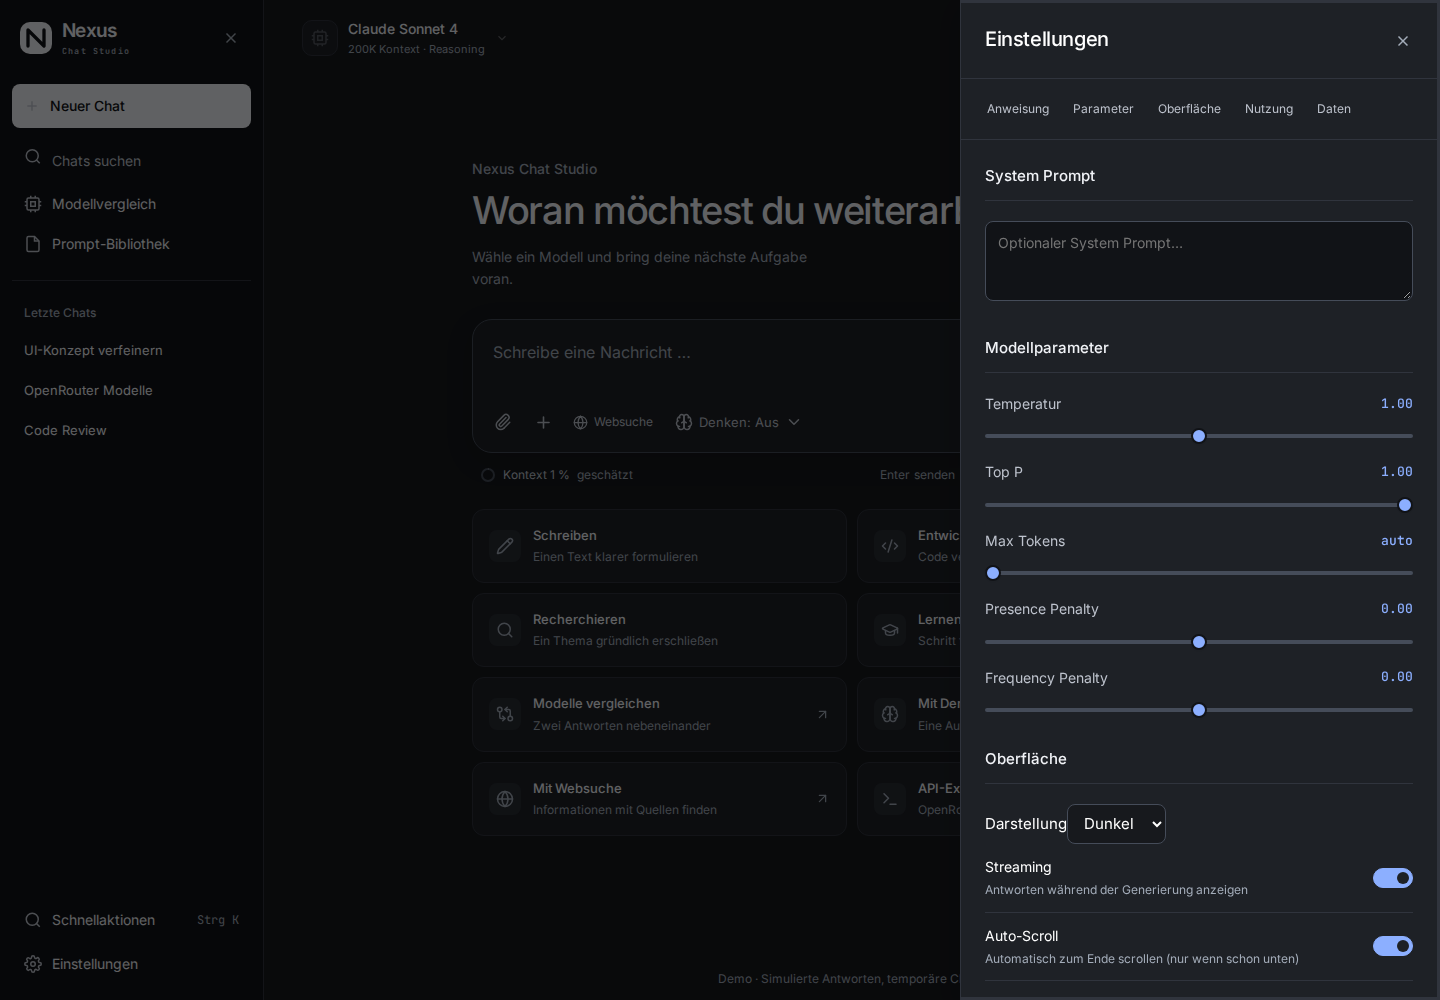 Nexus
Chat Studio
Neuer Chat
Chats suchen
Modellvergleich
Prompt-Bibliothek
Letzte Chats
UI-Konzept verfeinern
OpenRouter Modelle
Code Review
Schnellaktionen
Strg K
Einstellungen
Claude Sonnet 4
200K Kontext · Reasoning
Nexus Chat Studio
Woran möchtest du weiterarl
Wähle ein Modell und bring deine nächste Aufgabe
voran.
Schreibe eine Nachricht ...
Websuche
Denken: Aus
Kontext 1 % geschätzt
Enter senden
Schreiben
Einen Text klarer formulieren
Entwic
Code ve
Recherchieren
Ein Thema gründlich erschließen
Lernen
Schritt
Modelle vergleichen
Zwei Antworten nebeneinander
Mit Den
Eine Au
Mit Websuche
Informationen mit Quellen finden
API-Ex
OpenRo
Demo · Simulierte Antworten, temporäre C
Einstellungen
Anweisung
Parameter
Oberfläche
Nutzung
Daten
System Prompt
Optionaler System Prompt...
Modellparameter
Temperatur
1.00
Top P
1.00
Max Tokens
auto
Presence Penalty
0.00
Frequency Penalty
0.00
Oberfläche
Darstellung
Dunkel
Streaming
Antworten während der Generierung anzeigen
Auto-Scroll
Automatisch zum Ende scrollen (nur wenn schon unten)